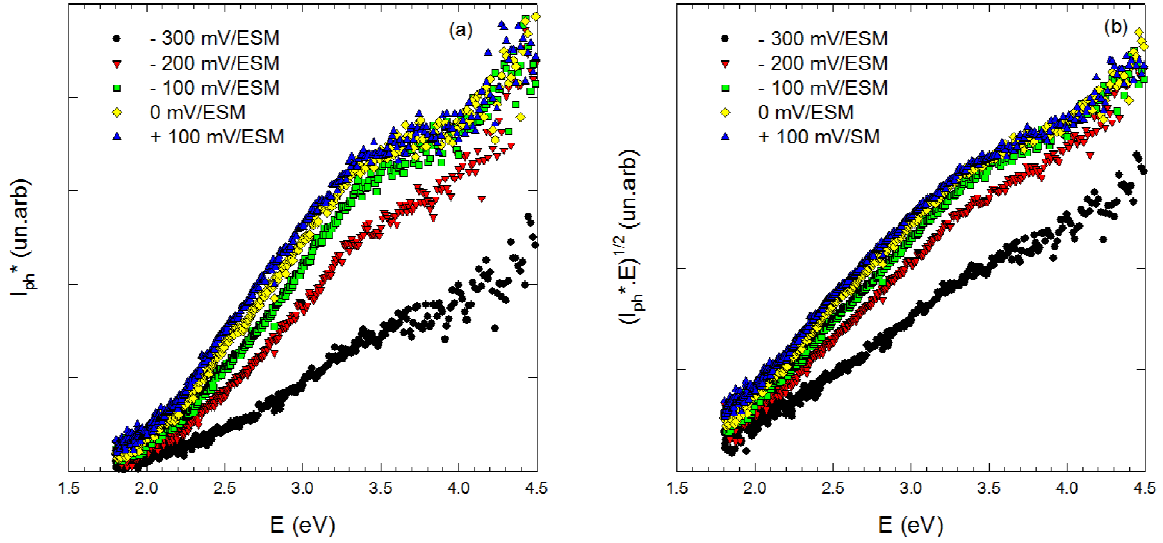 (a)
- 300 mV/ESM
- 200 mV/ESM
- 100 mV/ESM
0 mV/ESM
+ 100 mV/ESM
I_ph* (un.arb)
1.5 2.0 2.5 3.0 3.5 4.0 4.5
E (eV)
(b)
- 300 mV/ESM
- 200 mV/ESM
- 100 mV/ESM
0 mV/ESM
+ 100 mV/SM
(I_ph*.E)^1/2 (un.arb)
1.5 2.0 2.5 3.0 3.5 4.0 4.5
E (eV)